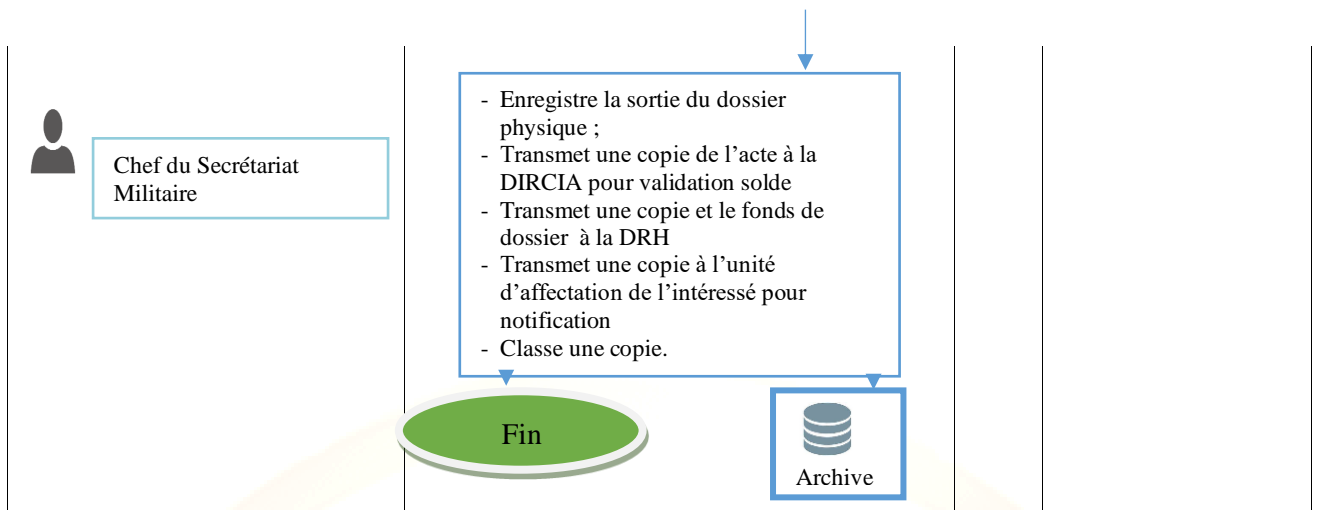 Chef du Secrétariat
Militaire
- Enregistre la sortie du dossier
physique ;
- Transmet une copie de l’acte à la
DIRCIA pour validation solde
- Transmet une copie et le fonds de
dossier à la DRH
- Transmet une copie à l’unité
d’affectation de l’intéressé pour
notification
- Classe une copie.
Fin
Archive